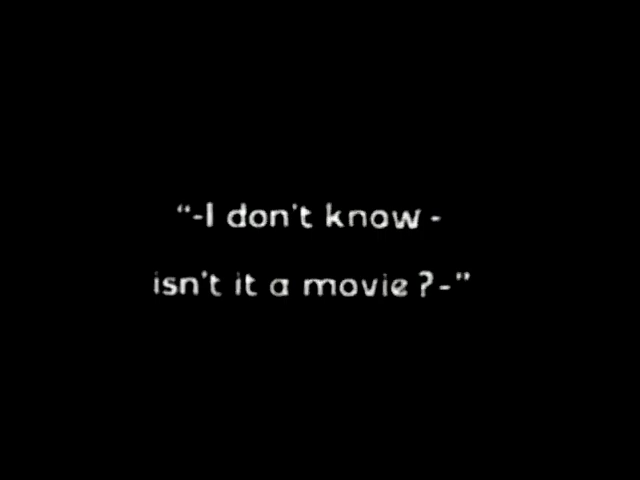 “-I don't know -
isn't it a movie ? -”